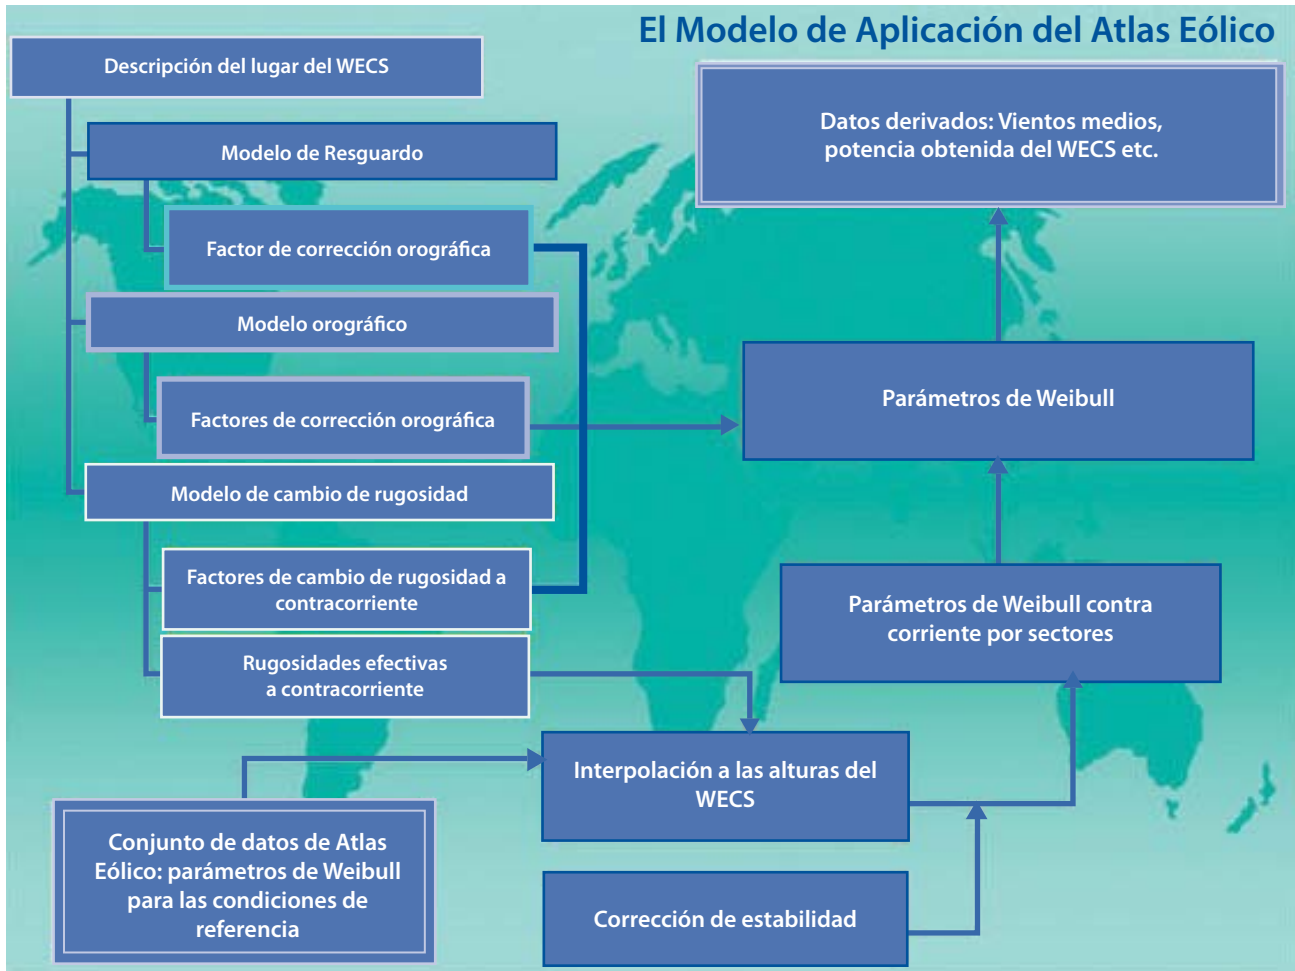 El Modelo de Aplicación del Atlas Eólico
Descripción del lugar del WECS
Modelo de Resguardo
Factor de corrección orográfica
Modelo orográfico
Factores de corrección orográfica
Modelo de cambio de rugosidad
Factores de cambio de rugosidad a
contracorriente
Rugosidades efectivas
a contracorriente
Conjunto de datos de Atlas
Eólico: parámetros de Weibull
para las condiciones de
referencia
Datos derivados: Vientos medios,
potencia obtenida del WECS etc.
Parámetros de Weibull
Parámetros de Weibull contra
corriente por sectores
Interpolación a las alturas del
WECS
Corrección de estabilidad